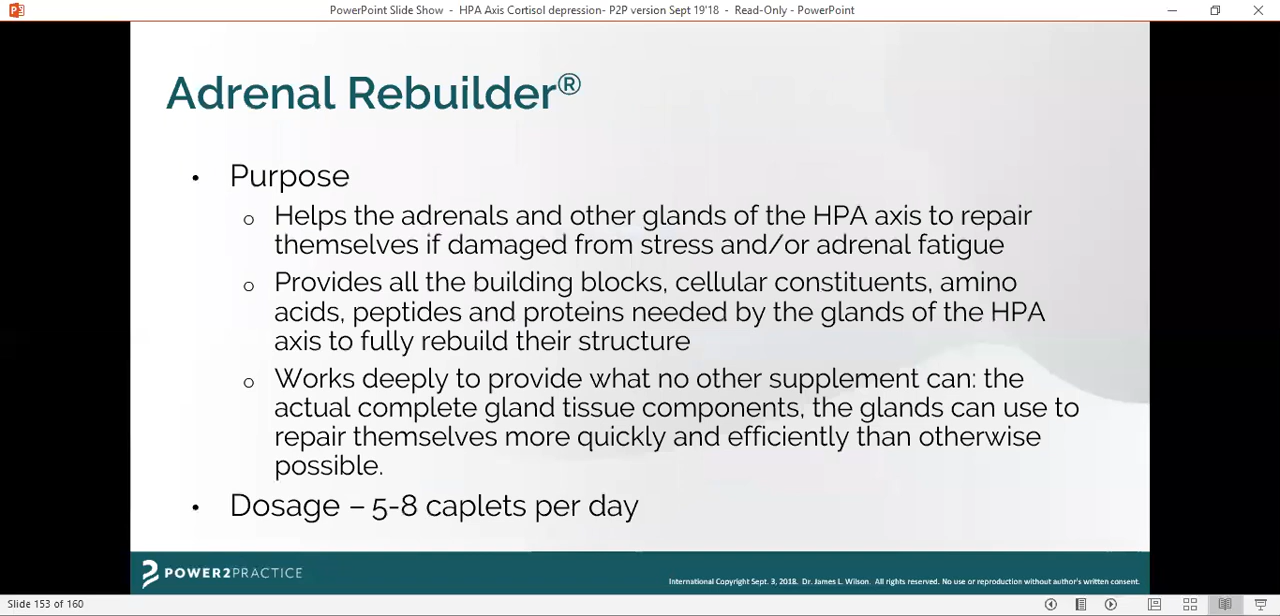 PowerPoint Slide Show - HPA Axis Cortisol depression- P2P version Sept 19'18 - Read-Only - PowerPoint
Adrenal Rebuilder®
• Purpose
o Helps the adrenals and other glands of the HPA axis to repair
themselves if damaged from stress and/or adrenal fatigue
o Provides all the building blocks, cellular constituents, amino
acids, peptides and proteins needed by the glands of the HPA
axis to fully rebuild their structure
o Works deeply to provide what no other supplement can: the
actual complete gland tissue components, the glands can use to
repair themselves more quickly and efficiently than otherwise
possible.
• Dosage – 5-8 caplets per day
POWER2PRACTICE
International Copyright Sept. 3, 2018. Dr. James L. Wilson. All rights reserved. No use or reproduction without author's written consent.
Slide 153 of 160